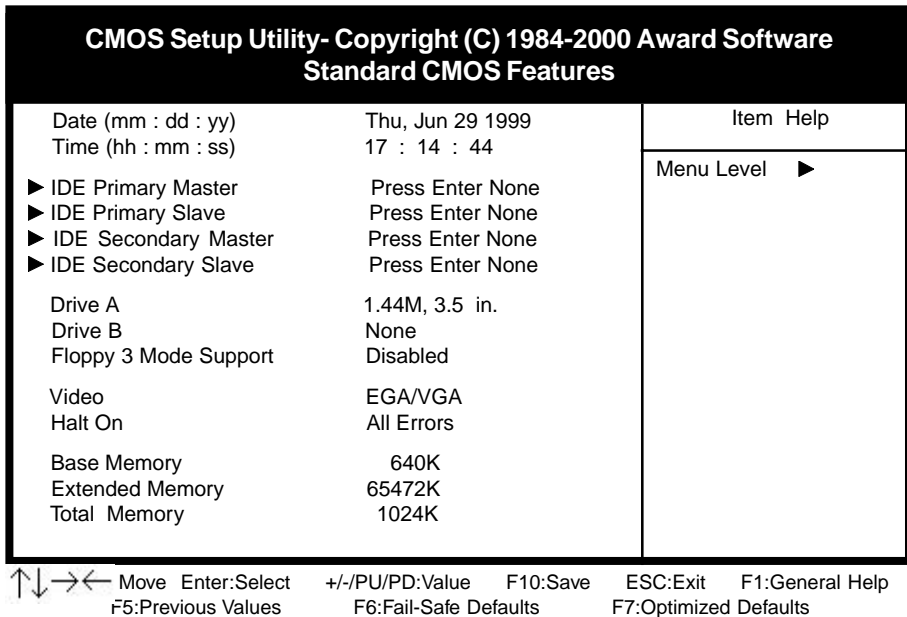 CMOS Setup Utility- Copyright (C) 1984-2000 Award Software
Standard CMOS Features
Date (mm : dd : yy) Thu, Jun 29 1999
Time (hh : mm : ss) 17 : 14 : 44
▶ IDE Primary Master Press Enter None
▶ IDE Primary Slave Press Enter None
▶ IDE Secondary Master Press Enter None
▶ IDE Secondary Slave Press Enter None
Drive A 1.44M, 3.5 in.
Drive B None
Floppy 3 Mode Support Disabled
Video EGA/VGA
Halt On All Errors
Base Memory 640K
Extended Memory 65472K
Total Memory 1024K
Item Help
Menu Level ▶
↑↓→← Move Enter:Select +/-/PU/PD:Value F10:Save ESC:Exit F1:General Help
F5:Previous Values F6:Fail-Safe Defaults F7:Optimized Defaults